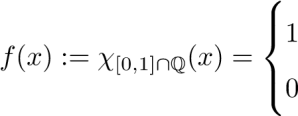 f(x) := χ_{[0,1]∩ℚ}(x) = { 1
0